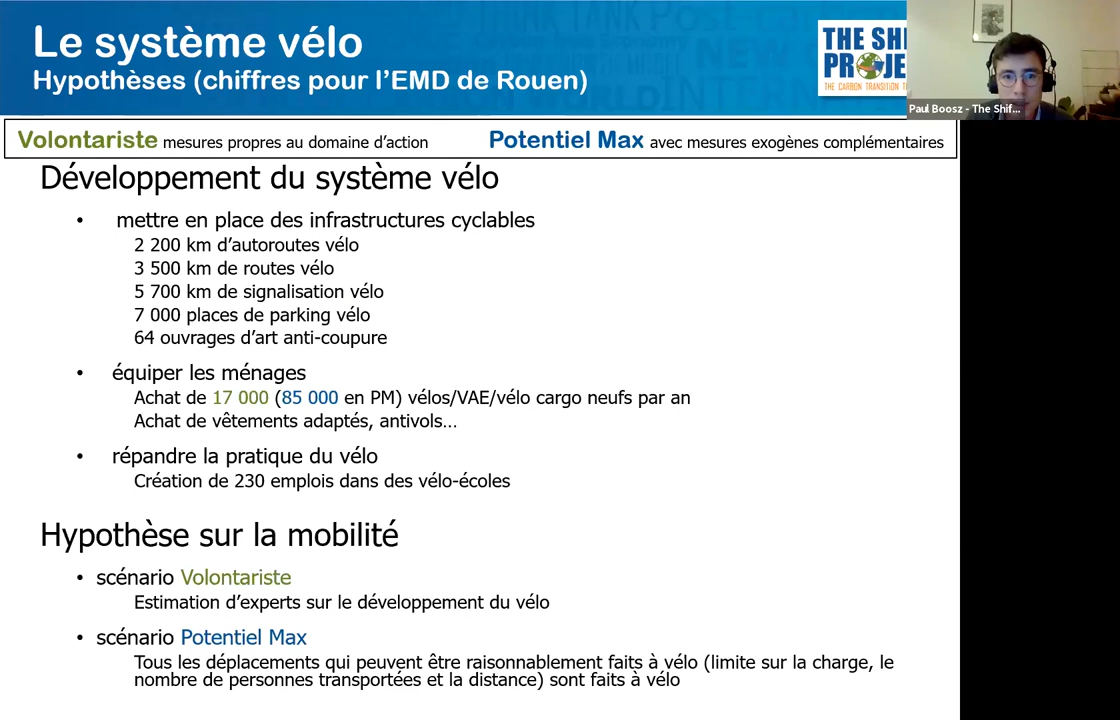 Le système vélo
Hypothèses (chiffres pour l'EMD de Rouen)
THE SHI
PROJE
THE CARBON TRANSITION T
Paul Boosz - The Shif...
Volontariste mesures propres au domaine d'action
Potentiel Max avec mesures exogènes complémentaires
Développement du système vélo
• mettre en place des infrastructures cyclables
2 200 km d'autoroutes vélo
3 500 km de routes vélo
5 700 km de signalisation vélo
7 000 places de parking vélo
64 ouvrages d'art anti-coupure
• équiper les ménages
Achat de 17 000 (85 000 en PM) vélos/VAE/vélo cargo neufs par an
Achat de vêtements adaptés, antivols…
• répandre la pratique du vélo
Création de 230 emplois dans des vélo-écoles
Hypothèse sur la mobilité
• scénario Volontariste
Estimation d'experts sur le développement du vélo
• scénario Potentiel Max
Tous les déplacements qui peuvent être raisonnablement faits à vélo (limite sur la charge, le
nombre de personnes transportées et la distance) sont faits à vélo